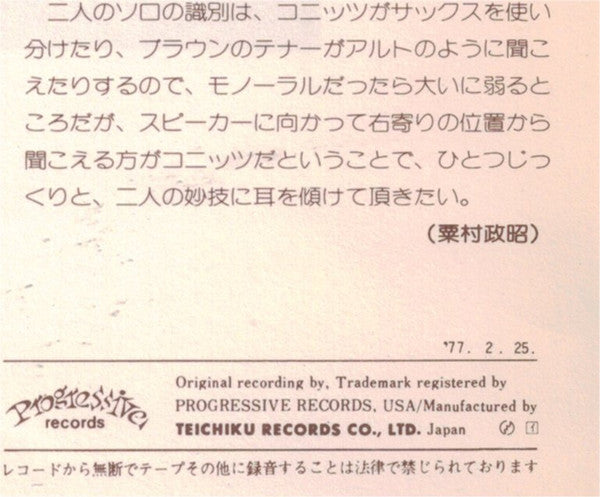 二人のソロの識別は、コニッツがサックスを使い
分けたり、ブラウンのテナーがアルトのように聞こ
えたりするので、モノーラルだったら大いに弱ると
ころだが、スピーカーに向かって右寄りの位置から
聞こえる方がコニッツだということで、ひとつじっ
くりと、二人の妙技に耳を傾けて頂きたい。
(粟村政昭)
'77. 2. 25.
Progressive
records
Original recording by, Trademark registered by
PROGRESSIVE RECORDS, USA/Manufactured by
TEICHIKU RECORDS CO., LTD. Japan
レコードから無断でテープその他に録音することは法律で禁じられております